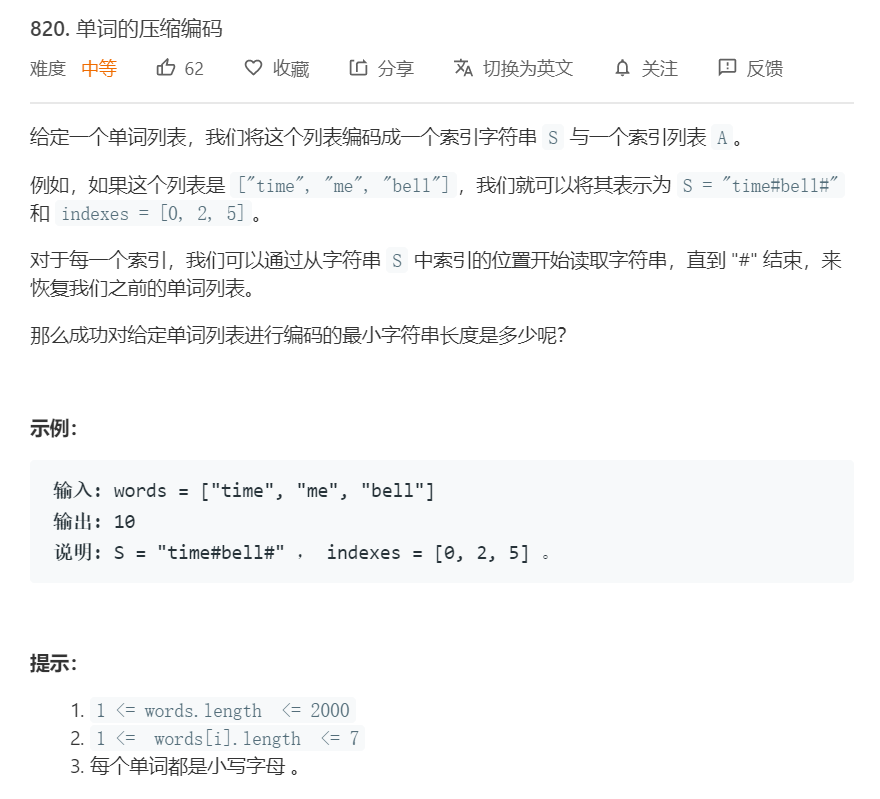 820. 单词的压缩编码
难度 中等 62 收藏 分享 切换为英文 关注 反馈
给定一个单词列表，我们将这个列表编码成一个索引字符串 S 与一个索引列表 A。
例如，如果这个列表是 ["time", "me", "bell"]，我们就可以将其表示为 S = "time#bell#"
和 indexes = [0, 2, 5]。
对于每一个索引，我们可以通过从字符串 S 中索引的位置开始读取字符串，直到 "#" 结束，来
恢复我们之前的单词列表。
那么成功对给定单词列表进行编码的最小字符串长度是多少呢？
示例：
输入: words = ["time", "me", "bell"]
输出: 10
说明: S = "time#bell#" ， indexes = [0, 2, 5] 。
提示：
1. 1 <= words.length <= 2000
2. 1 <= words[i].length <= 7
3. 每个单词都是小写字母 。